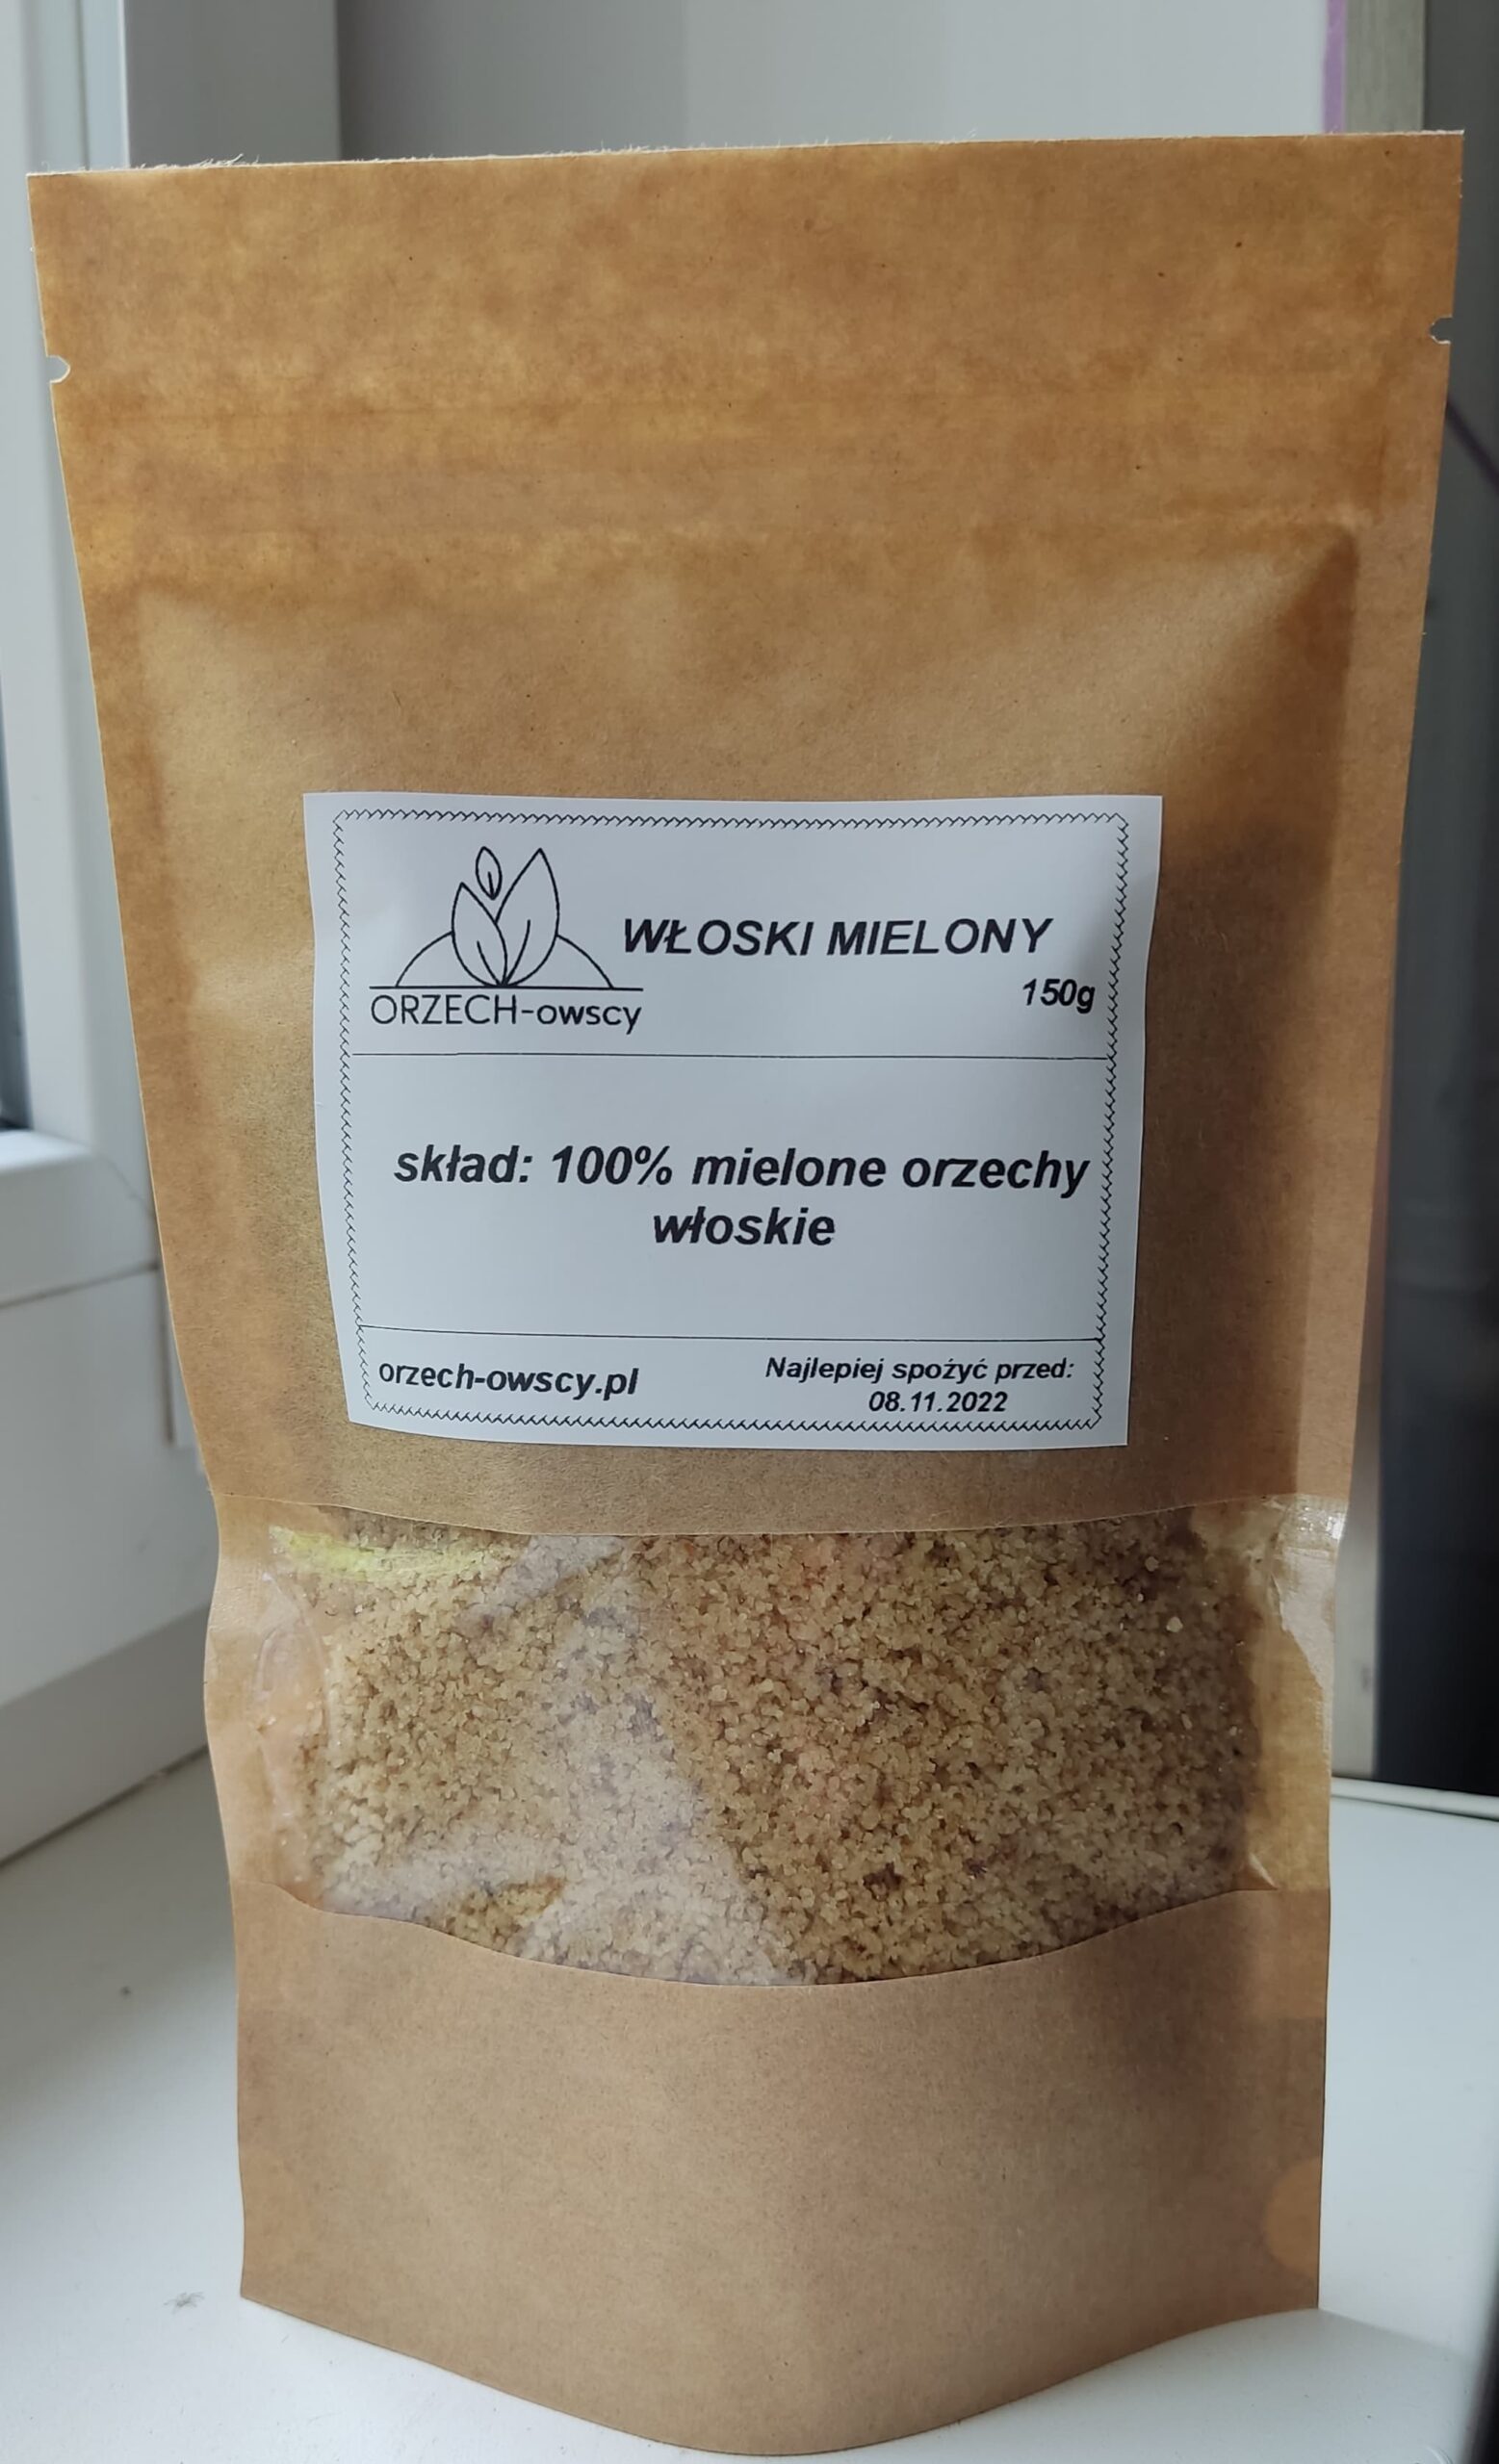 WŁOSKI MIELONY
150g
ORZECH-owscy
skład: 100% mielone orzechy
włoskie
orzech-owscy.pl
Najlepiej spożyć przed:
08.11.2022